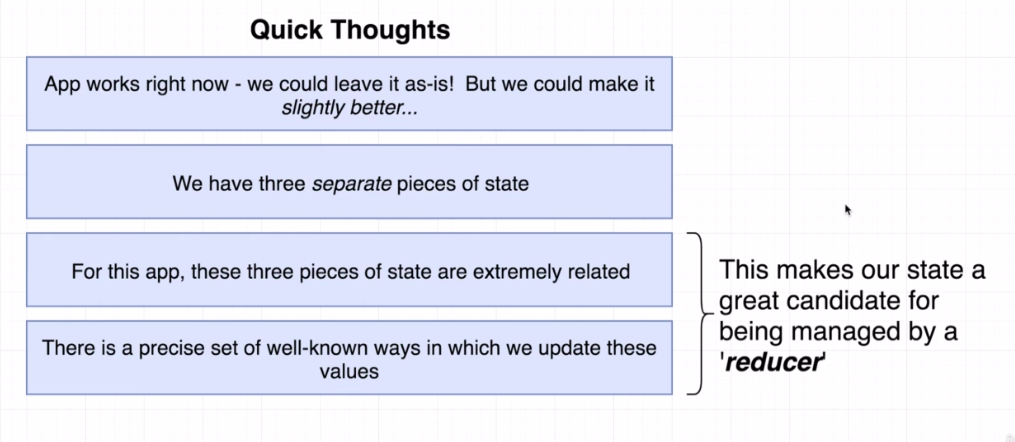 Quick Thoughts
App works right now - we could leave it as-is! But we could make it
slightly better...
We have three separate pieces of state
For this app, these three pieces of state are extremely related
There is a precise set of well-known ways in which we update these
values
This makes our state a
great candidate for
being managed by a
'reducer'